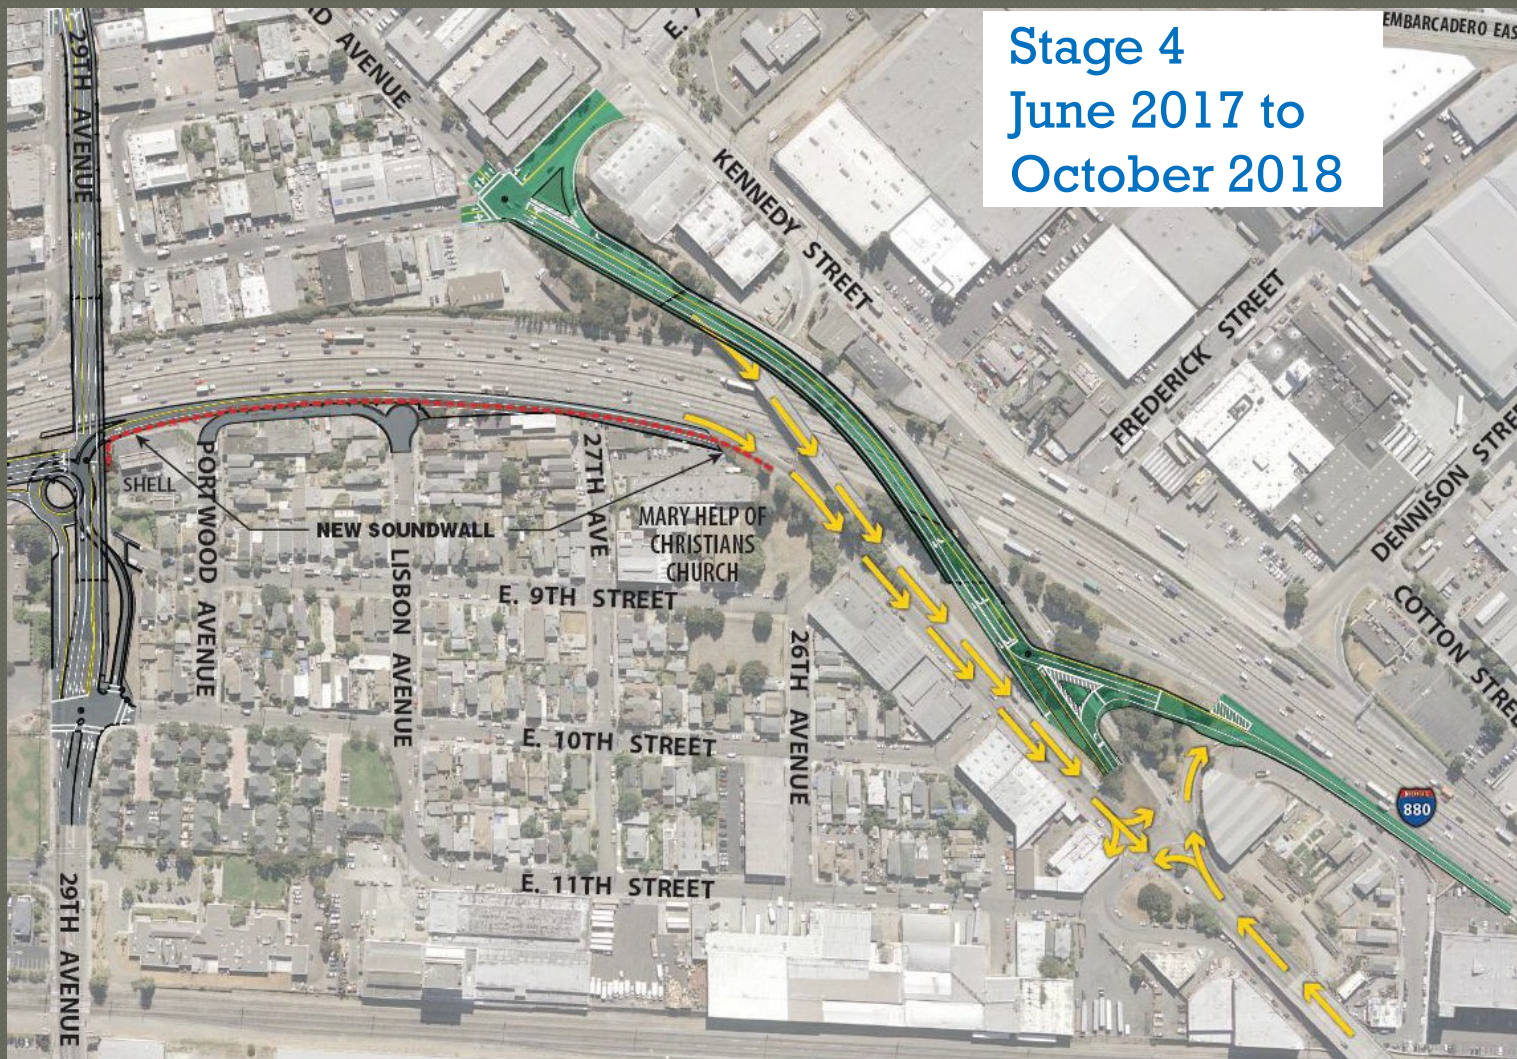 Stage 4
June 2017 to
October 2018
EMBARCADERO EAS
29TH AVENUE
AVENUE
E. 7
KENNEDY STREET
FREDERICK STREET
DENNISON STRE
COTTON STREE
SHELL
PORTWOOD AVENUE
NEW SOUNDWALL
LISBON AVENUE
27TH AVE
MARY HELP OF
CHRISTIANS
CHURCH
E. 9TH STREET
26TH AVENUE
E. 10TH STREET
880
E. 11TH STREET
29TH AVENUE